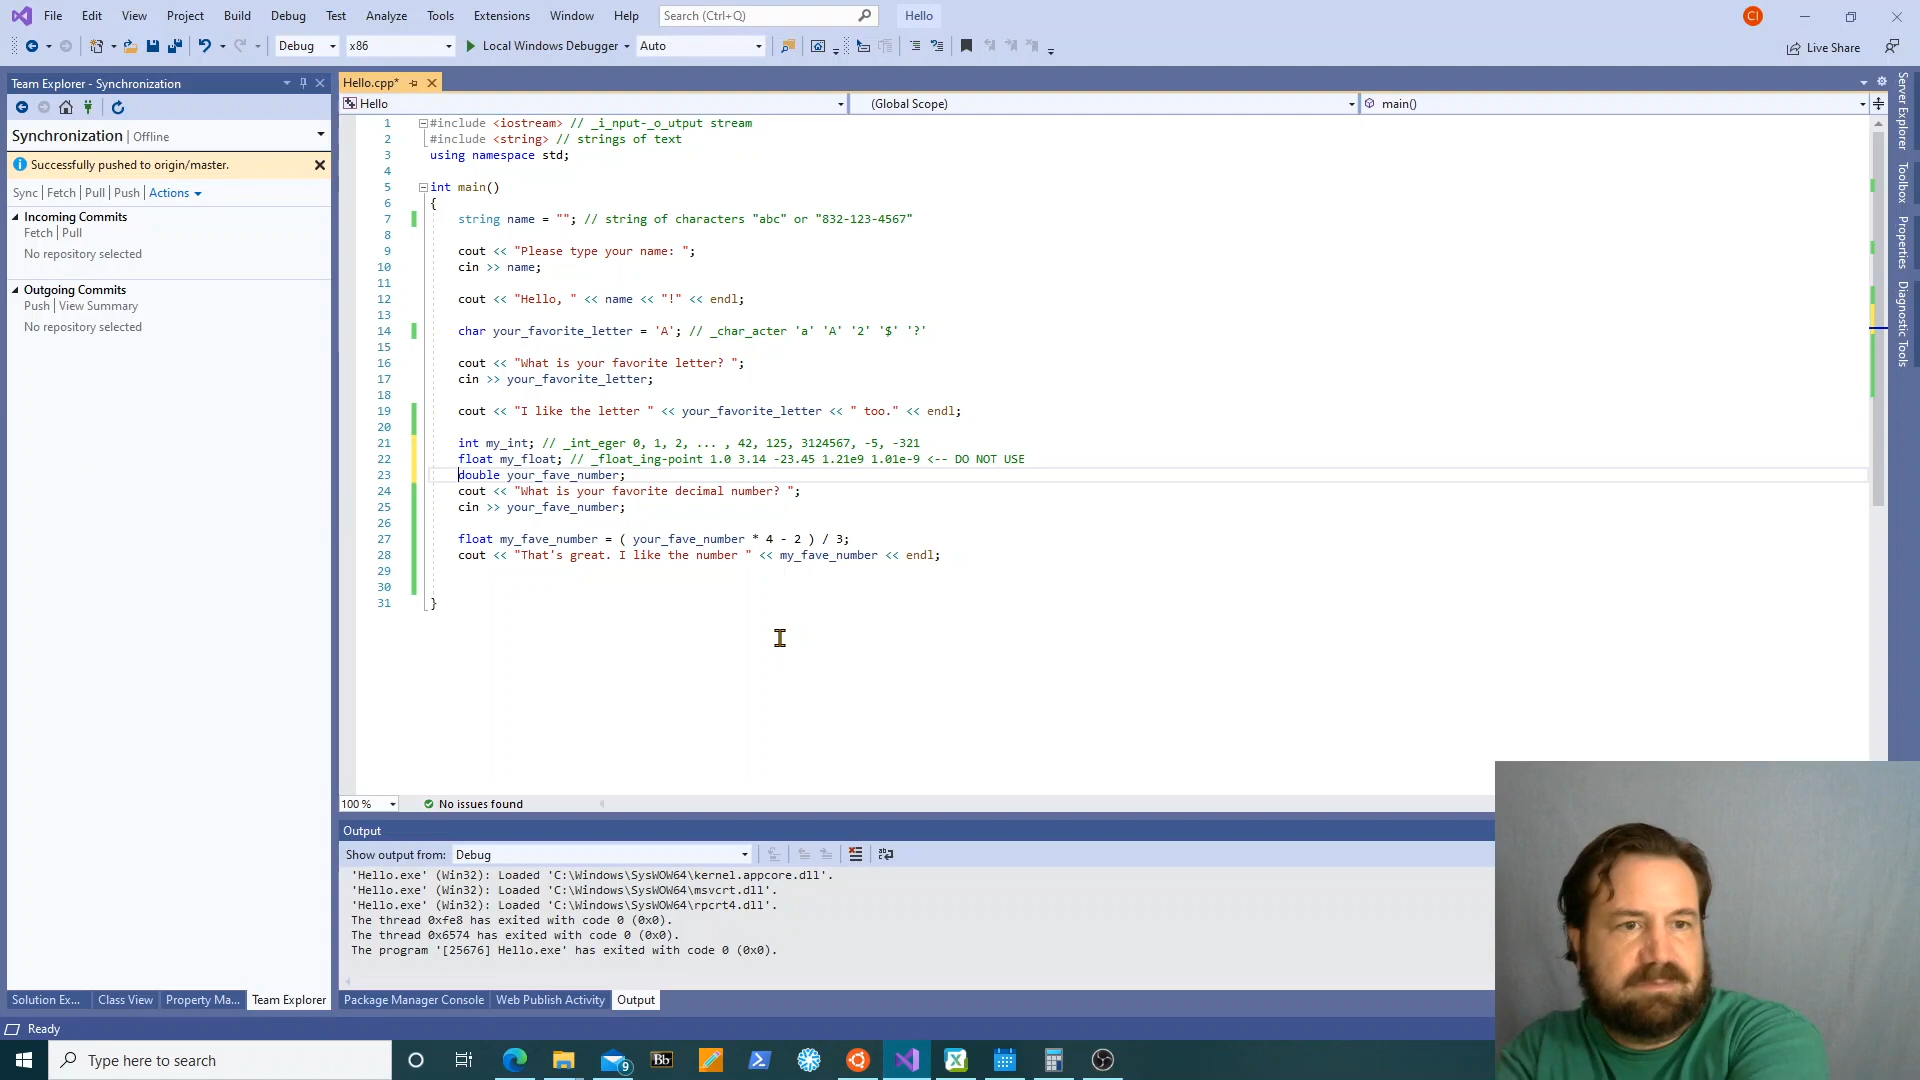 File Edit View Project Build Debug Test Analyze Tools Extensions Window Help Search (Ctrl+Q) Hello CI
Debug x86 Local Windows Debugger Auto Live Share
Team Explorer - Synchronization
Synchronization | Offline
Successfully pushed to origin/master.
Sync | Fetch | Pull | Push | Actions
Incoming Commits
Fetch | Pull
No repository selected
Outgoing Commits
Push | View Summary
No repository selected
Solution Ex... Class View Property Ma... Team Explorer
Hello.cpp*
Hello (Global Scope) main()
1 #include <iostream> // _i_nput-_o_utput stream
2 #include <string> // strings of text
3 using namespace std;
4
5 int main()
6 {
7 string name = ""; // string of characters "abc" or "832-123-4567"
8
9 cout << "Please type your name: ";
10 cin >> name;
11
12 cout << "Hello, " << name << "!" << endl;
13
14 char your_favorite_letter = 'A'; // _char_acter 'a' 'A' '2' '$' '?'
15
16 cout << "What is your favorite letter? ";
17 cin >> your_favorite_letter;
18
19 cout << "I like the letter " << your_favorite_letter << " too." << endl;
20
21 int my_int; // _int_eger 0, 1, 2, ... , 42, 125, 3124567, -5, -321
22 float my_float; // _float_ing-point 1.0 3.14 -23.45 1.21e9 1.01e-9 <-- DO NOT USE
23 double your_fave_number;
24 cout << "What is your favorite decimal number? ";
25 cin >> your_fave_number;
26
27 float my_fave_number = ( your_fave_number * 4 - 2 ) / 3;
28 cout << "That's great. I like the number " << my_fave_number << endl;
29
30
31 }
100 % No issues found
Output
Show output from: Debug
'Hello.exe' (Win32): Loaded 'C:\Windows\SysWOW64\kernel.appcore.dll'.
'Hello.exe' (Win32): Loaded 'C:\Windows\SysWOW64\msvcrt.dll'.
'Hello.exe' (Win32): Loaded 'C:\Windows\SysWOW64\rpcrt4.dll'.
The thread 0xfe8 has exited with code 0 (0x0).
The thread 0x6574 has exited with code 0 (0x0).
The program '[25676] Hello.exe' has exited with code 0 (0x0).
Package Manager Console Web Publish Activity Output
Server Explorer
Toolbox
Properties
Diagnostic Tools
Ready
Type here to search
9
Bb